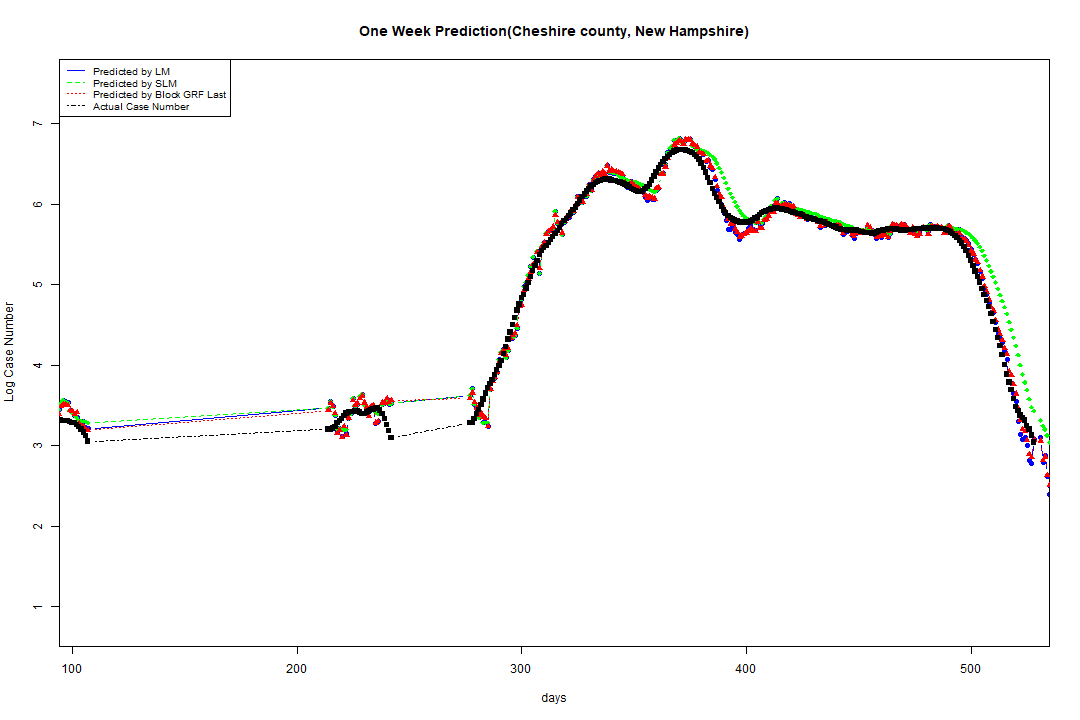 One Week Prediction(Cheshire county, New Hampshire)
Predicted by LM
Predicted by SLM
Predicted by Block GRF Last
Actual Case Number
7
6
5
4
3
2
1
Log Case Number
100 200 300 400 500
days